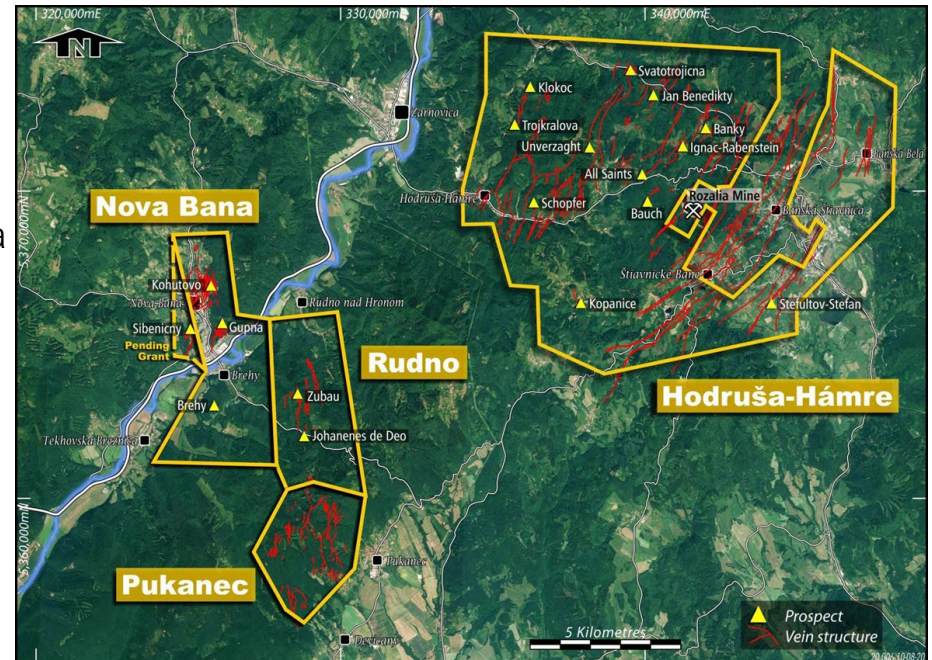 320,000mE
330,000mE
340,000mE
N
Svatotrojicna
Klokoc
Jan Benedikty
Zarnovica
Trojkralova
Banky
Unverzaght
Ignac-Rabenstein
Banská Belá
All Saints
Rozalia Mine
Hodruša-Hámre
Schopfer
Bauch
Banská Štiavnica
Nova Bana
a
5,370,000mN
Štiavnické Bane
Kohutovo
Nová Baňa
Rudno nad Hronom
Kopanice
Stefultov-Stefan
Sibenicny
Gupna
Pending
Grant
Rudno
Brehy
Hodruša-Hámre
Zubau
Brehy
Johanenes de Deo
Tekhovská Breznica
5,360,000mN
Pukanec
Pukanec
5 Kilometres
Prospect
Vein structure
Devičany